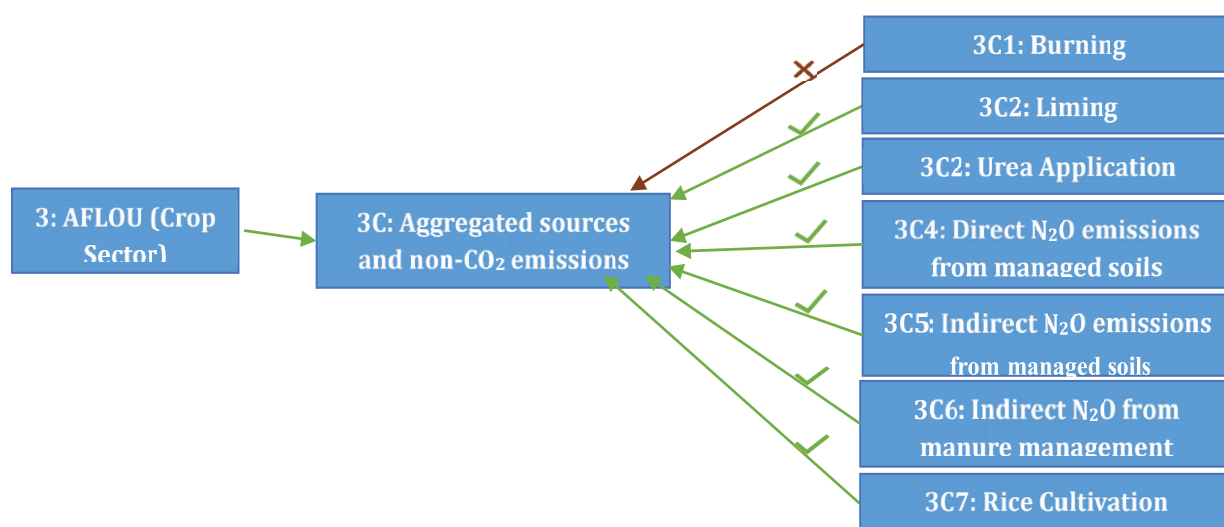 3: AFLOU (Crop
Sector)
3C: Aggregated sources
and non-CO₂ emissions
3C1: Burning
3C2: Liming
3C2: Urea Application
3C4: Direct N₂O emissions
from managed soils
3C5: Indirect N₂O emissions
from managed soils
3C6: Indirect N₂O from
manure management
3C7: Rice Cultivation